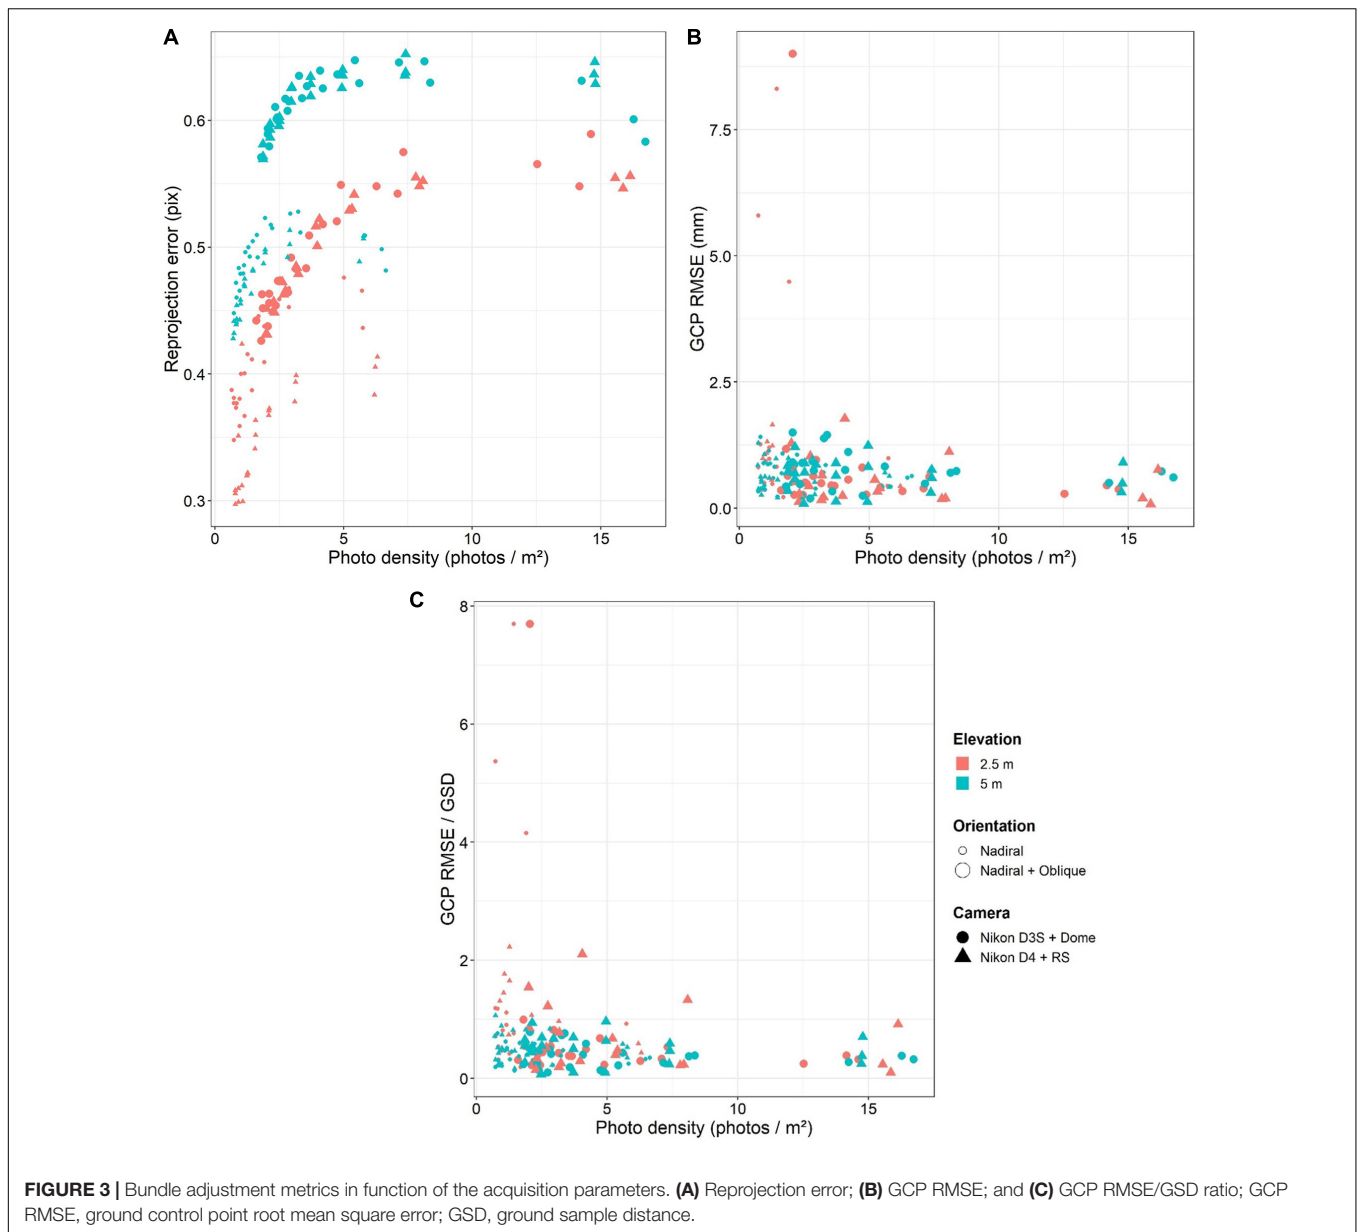 A
B
0.6
0.5
0.4
0.3
Reprojection error (pix)
0
5
10
15
Photo density (photos / m²)
7.5
5.0
2.5
0.0
GCP RMSE (mm)
0
5
10
15
Photo density (photos / m²)
C
8
6
4
2
0
GCP RMSE / GSD
0
5
10
15
Photo density (photos / m²)
Elevation
2.5 m
5 m
Orientation
Nadiral
Nadiral + Oblique
Camera
Nikon D3S + Dome
Nikon D4 + RS
FIGURE 3 | Bundle adjustment metrics in function of the acquisition parameters. (A) Reprojection error; (B) GCP RMSE; and (C) GCP RMSE/GSD ratio; GCP
RMSE, ground control point root mean square error; GSD, ground sample distance.